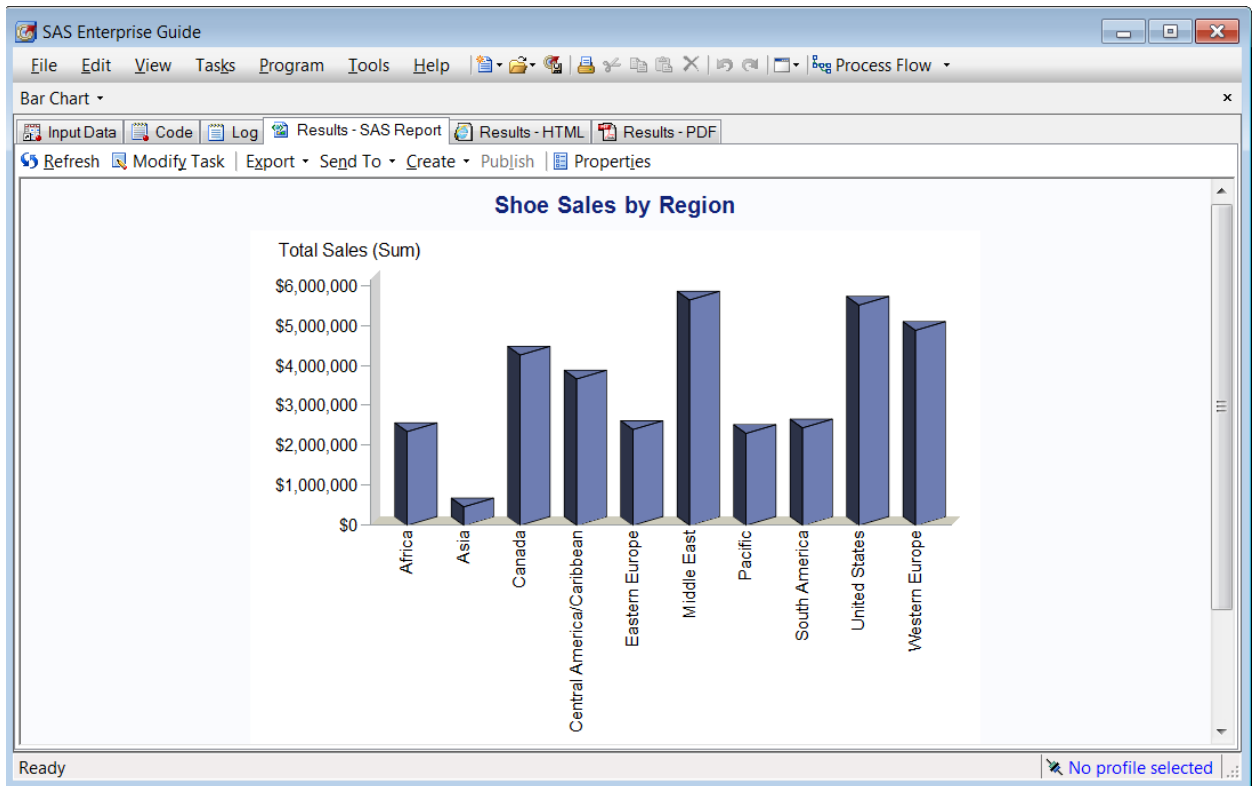 SAS Enterprise Guide
File Edit View Tasks Program Tools Help Process Flow
Bar Chart
Input Data Code Log Results - SAS Report Results - HTML Results - PDF
Refresh Modify Task Export Send To Create Publish Properties
Shoe Sales by Region
Total Sales (Sum)
$6,000,000
$5,000,000
$4,000,000
$3,000,000
$2,000,000
$1,000,000
$0
Africa
Asia
Canada
Central America/Caribbean
Eastern Europe
Middle East
Pacific
South America
United States
Western Europe
Ready No profile selected